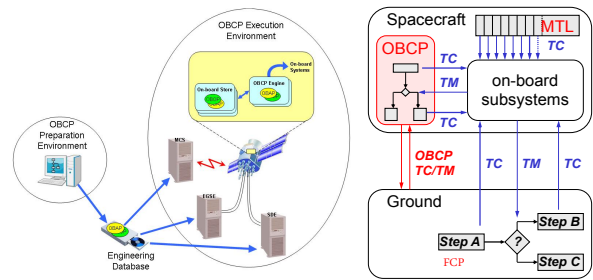 OBCP Execution
Environment
On-board
Systems
On-board Store
OBCP
OBCP Engine
OBAP
OBCP
Preparation
Environment
MCS
EGSE
SDE
OBAP
Engineering
Database
Spacecraft
MTL
OBCP
TC
TC
TM
TC
on-board
subsystems
OBCP
TC/TM
TC
TM
TC
Ground
Step A
?
Step B
Step C
FCP